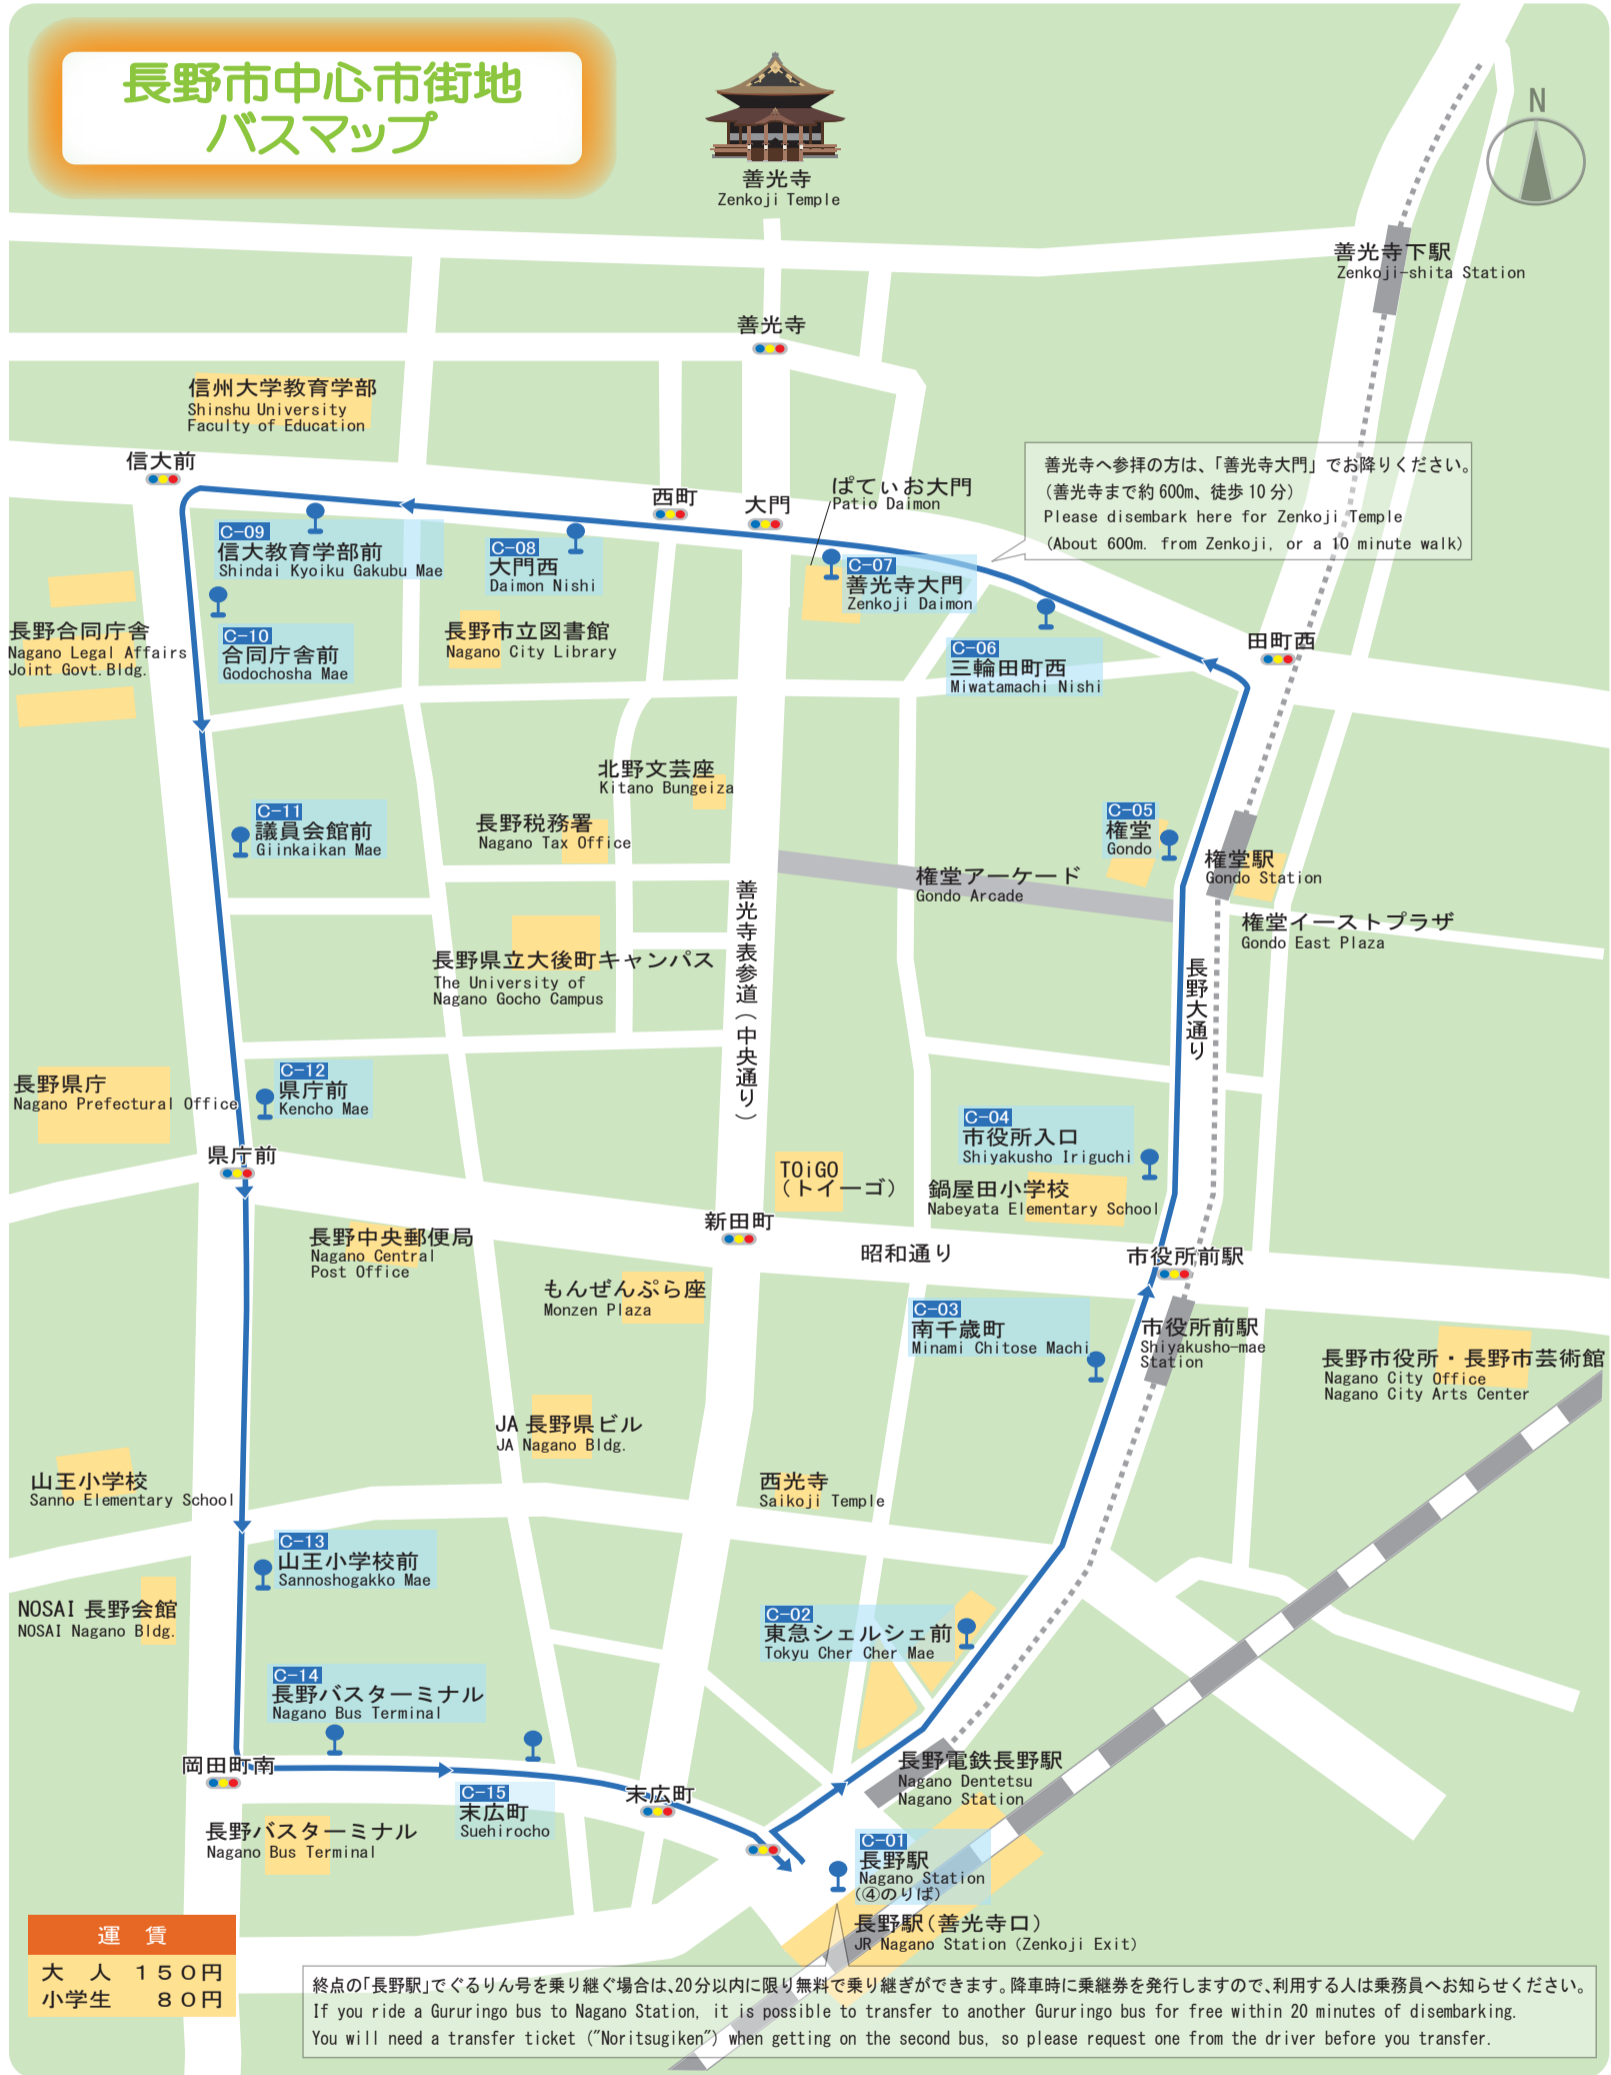 長野市中心市街地
バスマップ
善光寺
Zenkoji Temple
N
善光寺下駅
Zenkoji-shita Station
善光寺
信州大学教育学部
Shinshu University
Faculty of Education
信大前
西町
大門
ぱてぃお大門
Patio Daimon
善光寺へ参拝の方は、「善光寺大門」でお降りください。
(善光寺まで約600m、徒歩10分)
Please disembark here for Zenkoji Temple
(About 600m. from Zenkoji, or a 10 minute walk)
C-09
信大教育学部前
Shindai Kyoiku Gakubu Mae
C-08
大門西
Daimon Nishi
C-07
善光寺大門
Zenkoji Daimon
C-06
三輪田町西
Miwatamachi Nishi
田町西
長野合同庁舎
Nagano Legal Affairs
Joint Govt.Bldg.
C-10
合同庁舎前
Godochosha Mae
長野市立図書館
Nagano City Library
北野文芸座
Kitano Bungeiza
C-11
議員会館前
Giinkaikan Mae
長野税務署
Nagano Tax Office
C-05
権堂
Gondo
権堂駅
Gondo Station
権堂アーケード
Gondo Arcade
権堂イーストプラザ
Gondo East Plaza
善光寺表参道(中央通り)
長野大通り
長野県立大後町キャンパス
The University of
Nagano Gocho Campus
長野県庁
Nagano Prefectural Office
C-12
県庁前
Kencho Mae
県庁前
C-04
市役所入口
Shiyakusho Iriguchi
TOiGO
(トイーゴ)
鍋屋田小学校
Nabeyata Elementary School
新田町
昭和通り
市役所前駅
長野中央郵便局
Nagano Central
Post Office
もんぜんぷら座
Monzen Plaza
C-03
南千歳町
Minami Chitose Machi
市役所前駅
Shiyakusho-mae
Station
長野市役所・長野市芸術館
Nagano City Office
Nagano City Arts Center
JA 長野県ビル
JA Nagano Bldg.
山王小学校
Sanno Elementary School
西光寺
Saikoji Temple
C-13
山王小学校前
Sannoshogakko Mae
NOSAI 長野会館
NOSAI Nagano Bldg.
C-02
東急シェルシェ前
Tokyu Cher Cher Mae
C-14
長野バスターミナル
Nagano Bus Terminal
岡田町南
C-15
末広町
Suehirocho
末広町
長野電鉄長野駅
Nagano Dentetsu
Nagano Station
長野バスターミナル
Nagano Bus Terminal
C-01
長野駅
Nagano Station
(④のりば)
長野駅(善光寺口)
JR Nagano Station (Zenkoji Exit)
運 賃
大 人 150円
小学生 80円
終点の「長野駅」でぐるりん号を乗り継ぐ場合は、20分以内に限り無料で乗り継ぎができます。降車時に乗継券を発行しますので、利用する人は乗務員へお知らせください。
If you ride a Gururingo bus to Nagano Station, it is possible to transfer to another Gururingo bus for free within 20 minutes of disembarking.
You will need a transfer ticket ("Noritsugiken") when getting on the second bus, so please request one from the driver before you transfer.